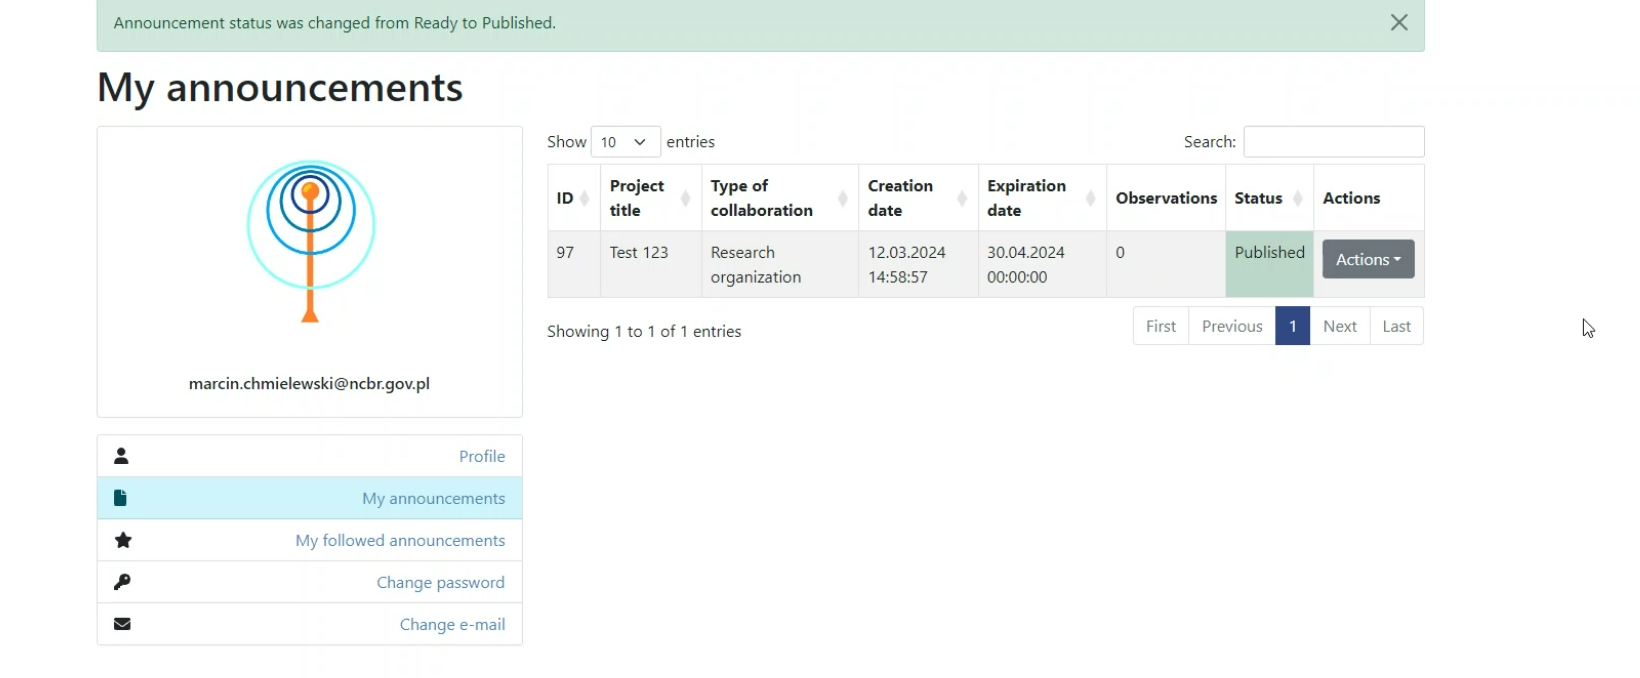 Announcement status was changed from Ready to Published.
My announcements
marcin.chmielewski@ncbr.gov.pl
Profile
My announcements
My followed announcements
Change password
Change e-mail
Show 10 entries
Search:
ID Project title Type of collaboration Creation date Expiration date Observations Status Actions
97 Test 123 Research organization 12.03.2024 14:58:57 30.04.2024 00:00:00 0 Published Actions
Showing 1 to 1 of 1 entries
First Previous 1 Next Last